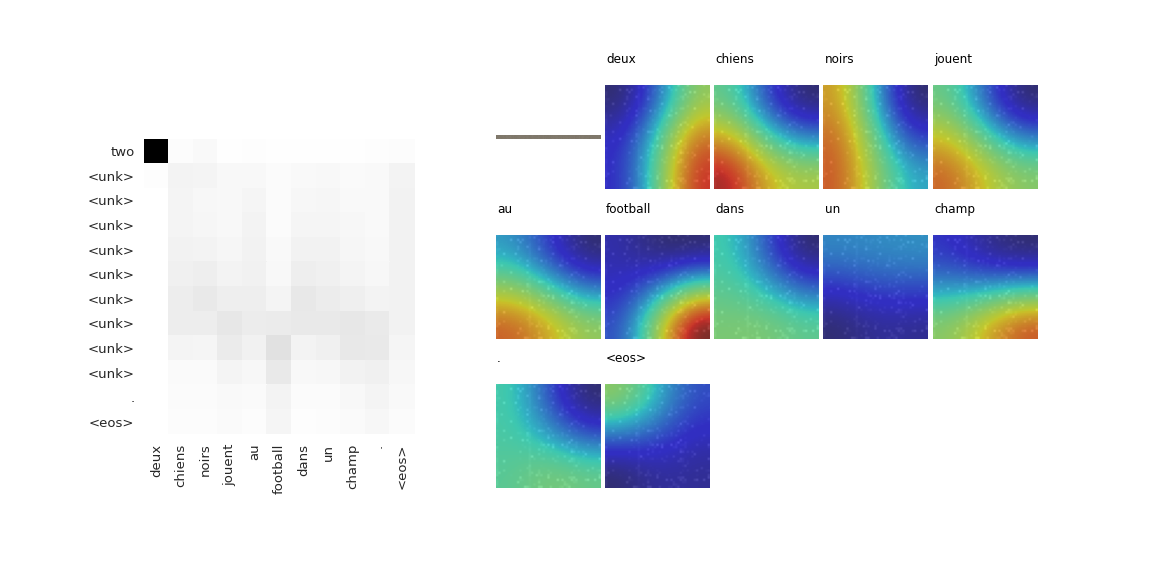 two
<unk>
<unk>
<unk>
<unk>
<unk>
<unk>
<unk>
<unk>
<unk>
.
<eos>
deux chiens noirs jouent au football dans un champ . <eos>
deux chiens noirs jouent
au football dans un champ
. <eos>